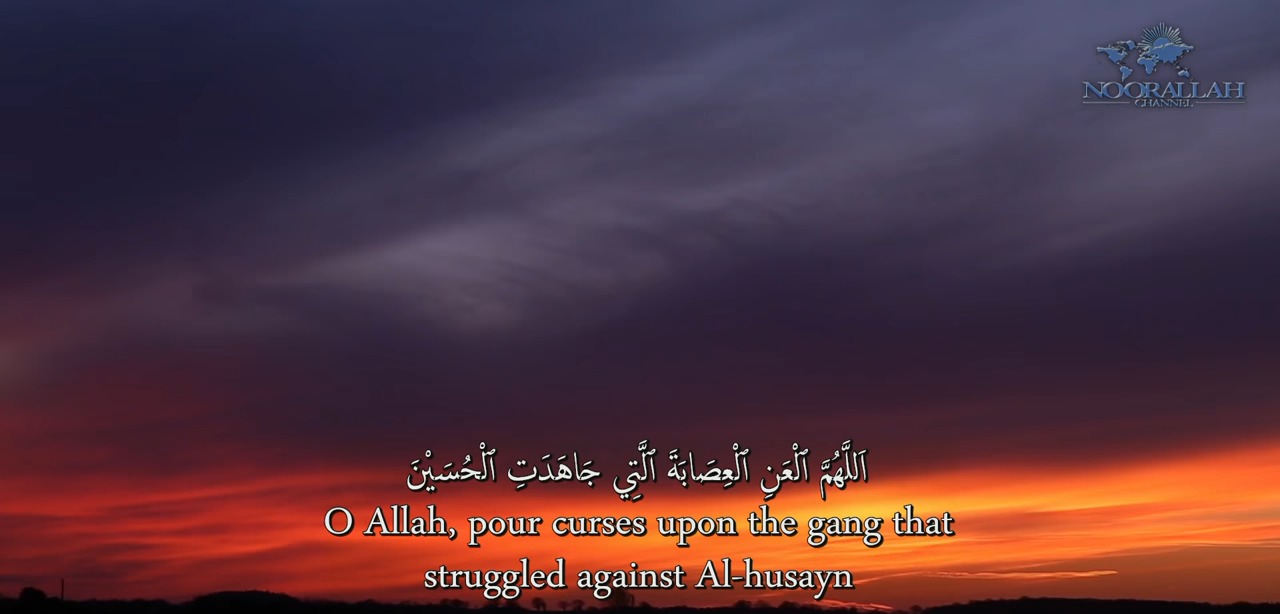 NOORALLAH
CHANNEL
اَللَّهُمَّ ٱلْعَنِ ٱلْعِصَابَةَ ٱلَّتِي جَاهَدَتِ ٱلْحُسَيْنَ
O Allah, pour curses upon the gang that
struggled against Al-husayn